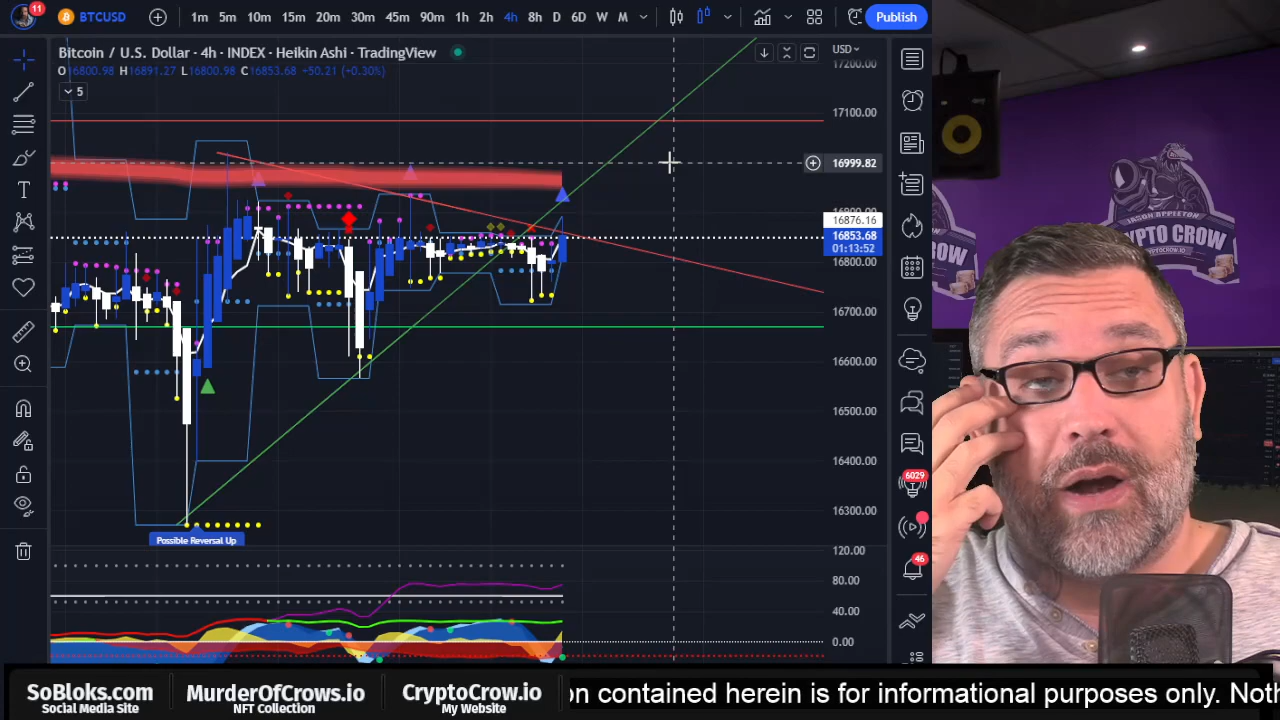 11
BTCUSD
1m 5m 10m 15m 20m 30m 45m 90m 1h 2h 4h 8h D 6D W M
Publish
Bitcoin / U.S. Dollar · 4h · INDEX · Heikin Ashi · TradingView
O16800.98 H16891.27 L16800.98 C16853.68 +50.21 (+0.30%)
5
USD
17200.00
17100.00
16999.82
16876.16
16853.68
01:13:52
16800.00
16700.00
16600.00
16500.00
16400.00
16300.00
Possible Reversal Up
120.00
80.00
40.00
0.00
T
6029
46
JASON APPLETON
CRYPTO CROW
CRYPTOCROW.IO
SoBloks.com
Social Media Site
MurderOfCrows.io
NFT Collection
CryptoCrow.io
My Website
on contained herein is for informational purposes only. Noth